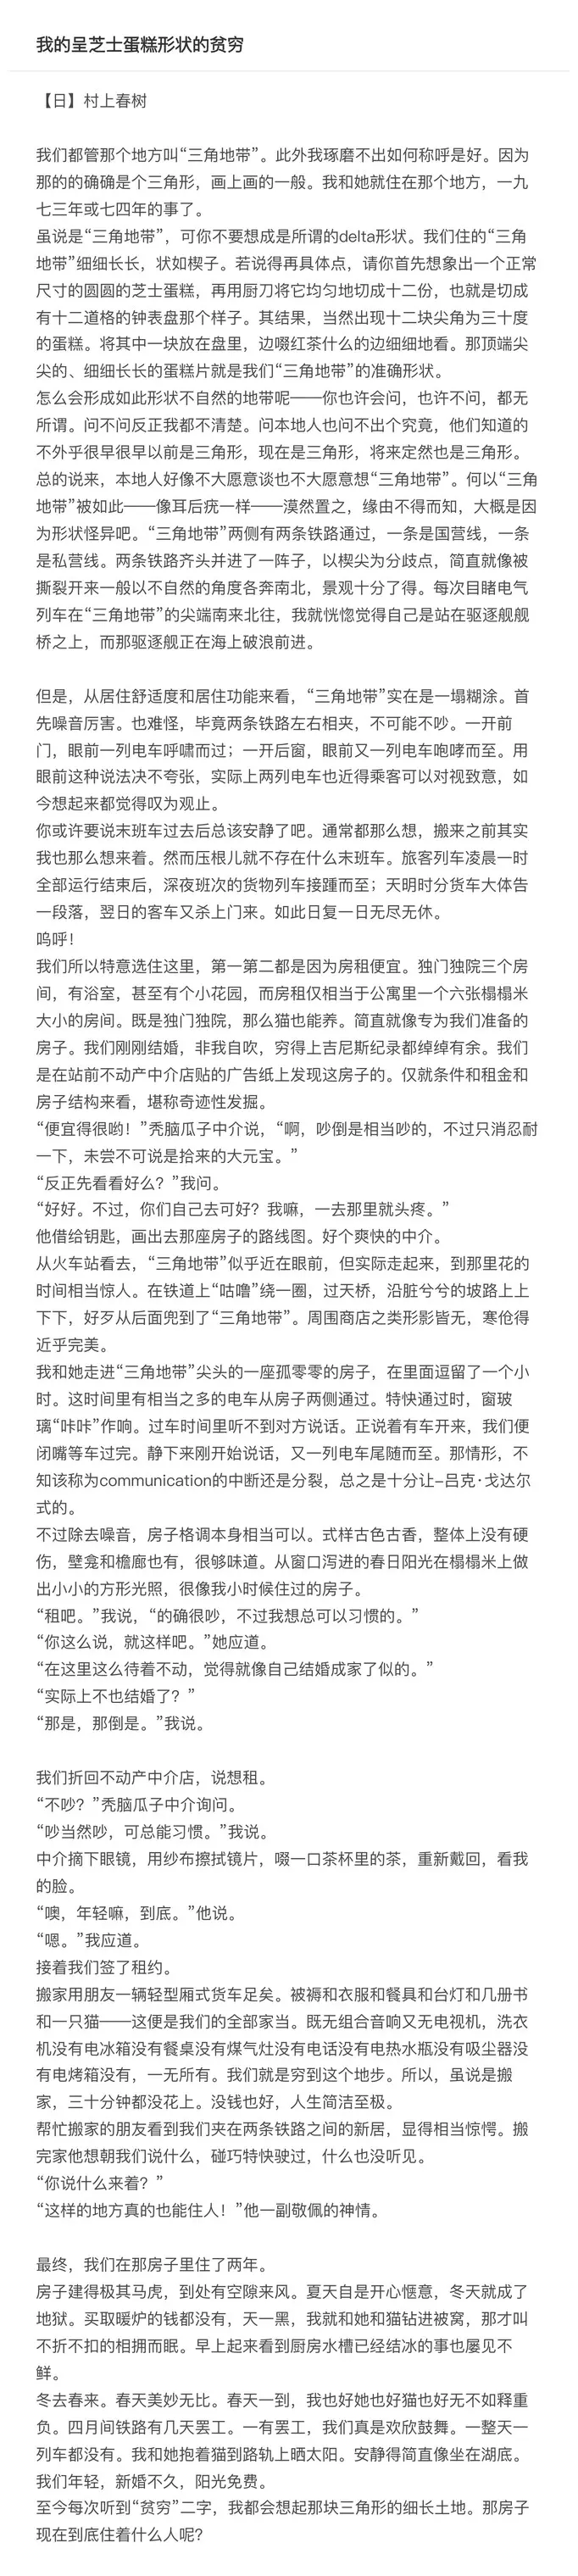 我的呈芝士蛋糕形状的贫穷
【日】村上春树
我们都管那个地方叫“三角地带”。此外我琢磨不出如何称呼是好。因为
那的的确确是个三角形，画上画的一般。我和她就住在那个地方，一九
七三年或七四年的事了。
虽说是“三角地带”，可你不要想成是所谓的delta形状。我们住的“三角
地带”细细长长，状如楔子。若说得再具体点，请你首先想象出一个正常
尺寸的圆圆的芝士蛋糕，再用厨刀将它均匀地切成十二份，也就是切成
有十二道格的钟表盘那个样子。其结果，当然出现十二块尖角为三十度
的蛋糕。将其中一块放在盘里，边啜红茶什么的边细细地看。那顶端尖
尖的、细细长长的蛋糕片就是我们“三角地带”的准确形状。
怎么会形成如此形状不自然的地带呢——你也许会问，也许不问，都无
所谓。问不问反正我都不清楚。问本地人也问不出个究竟，他们知道的
不外乎很早很早以前是三角形，现在是三角形，将来定然也是三角形。
总的说来，本地人好像不大愿意谈也不大愿意想“三角地带”。何以“三角
地带”被如此——像耳后疣一样——漠然置之，缘由不得而知，大概是因
为形状怪异吧。“三角地带”两侧有两条铁路通过，一条是国营线，一条
是私营线。两条铁路齐头并进了一阵子，以楔尖为分歧点，简直就像被
撕裂开来一般以不自然的角度各奔南北，景观十分了得。每次目睹电气
列车在“三角地带”的尖端南来北往，我就恍惚觉得自己是站在驱逐舰舰
桥之上，而那驱逐舰正在海上破浪前进。
但是，从居住舒适度和居住功能来看，“三角地带”实在是一塌糊涂。首
先噪音厉害。也难怪，毕竟两条铁路左右相夹，不可能不吵。一开前
门，眼前一列电车呼啸而过；一开后窗，眼前又一列电车咆哮而至。用
眼前这种说法决不夸张，实际上两列电车也近得乘客可以对视致意，如
今想起来都觉得叹为观止。
你或许要说末班车过去后总该安静了吧。通常都那么想，搬来之前其实
我也那么想来着。然而压根儿就不存在什么末班车。旅客列车凌晨一时
全部运行结束后，深夜班次的货物列车接踵而至；天明时分货车大体告
一段落，翌日的客车又杀上门来。如此日复一日无尽无休。
呜呼！
我们所以特意选住这里，第一第二都是因为房租便宜。独门独院三个房
间，有浴室，甚至有个小花园，而房租仅相当于公寓里一个六张榻榻米
大小的房间。既是独门独院，那么猫也能养。简直就像专为我们准备的
房子。我们刚刚结婚，非我自吹，穷得上吉尼斯纪录都绰绰有余。我们
是在站前不动产中介店贴的广告纸上发现这房子的。仅就条件和租金和
房子结构来看，堪称奇迹性发掘。
“便宜得很哟！”秃脑瓜子中介说，“啊，吵倒是相当吵的，不过只消忍耐
一下，未尝不可说是拾来的大元宝。”
“反正先看看好么？”我问。
“好好。不过，你们自己去可好？我嘛，一去那里就头疼。”
他借给钥匙，画出去那座房子的路线图。好个爽快的中介。
从火车站看去，“三角地带”似乎近在眼前，但实际走起来，到那里花的
时间相当惊人。在铁道上“咕噜”绕一圈，过天桥，沿脏兮兮的坡路上上
下下，好歹从后面兜到了“三角地带”。周围商店之类形影皆无，寒伧得
近乎完美。
我和她走进“三角地带”尖头的一座孤零零的房子，在里面逗留了一个小
时。这时间里有相当之多的电车从房子两侧通过。特快通过时，窗玻
璃“咔咔”作响。过车时间里听不到对方说话。正说着有车开来，我们便
闭嘴等车过完。静下来刚开始说话，又一列电车尾随而至。那情形，不
知该称为communication的中断还是分裂，总之是十分让–吕克·戈达尔
式的。
不过除去噪音，房子格调本身相当可以。式样古色古香，整体上没有硬
伤，壁龛和檐廊也有，很够味道。从窗口泻进的春日阳光在榻榻米上做
出小小的方形光照，很像我小时候住过的房子。
“租吧。”我说，“的确很吵，不过我想总可以习惯的。”
“你这么说，就这样吧。”她应道。
“在这里这么待着不动，觉得就像自己结婚成家了似的。”
“实际上不也结婚了？”
“那是，那倒是。”我说。
我们折回不动产中介店，说想租。
“不吵？”秃脑瓜子中介询问。
“吵当然吵，可总能习惯。”我说。
中介摘下眼镜，用纱布擦拭镜片，啜一口茶杯里的茶，重新戴回，看我
的脸。
“噢，年轻嘛，到底。”他说。
“嗯。”我应道。
接着我们签了租约。
搬家用朋友一辆轻型厢式货车足矣。被褥和衣服和餐具和台灯和几册书
和一只猫——这便是我们的全部家当。既无组合音响又无电视机，洗衣
机没有电冰箱没有餐桌没有煤气灶没有电话没有电热水瓶没有吸尘器没
有电烤箱没有，一无所有。我们就是穷到这个地步。所以，虽说是搬
家，三十分钟都没花上。没钱也好，人生简洁至极。
帮忙搬家的朋友看到我们夹在两条铁路之间的新居，显得相当惊愕。搬
完家他想朝我们说什么，碰巧特快驶过，什么也没听见。
“你说什么来着？”
“这样的地方真的也能住人！”他一副敬佩的神情。
最终，我们在那房子里住了两年。
房子建得极其马虎，到处有空隙来风。夏天自是开心惬意，冬天就成了
地狱。买取暖炉的钱都没有，天一黑，我就和她和猫钻进被窝，那才叫
不折不扣的相拥而眠。早上起来看到厨房水槽已经结冰的事也屡见不
鲜。
冬去春来。春天美妙无比。春天一到，我也好她也好猫也好无不如释重
负。四月间铁路有几天罢工。一有罢工，我们真是欢欣鼓舞。一整天一
列车都没有。我和她抱着猫到路轨上晒太阳。安静得简直像坐在湖底。
我们年轻，新婚不久，阳光免费。
至今每次听到“贫穷”二字，我都会想起那块三角形的细长土地。那房子
现在到底住着什么人呢？